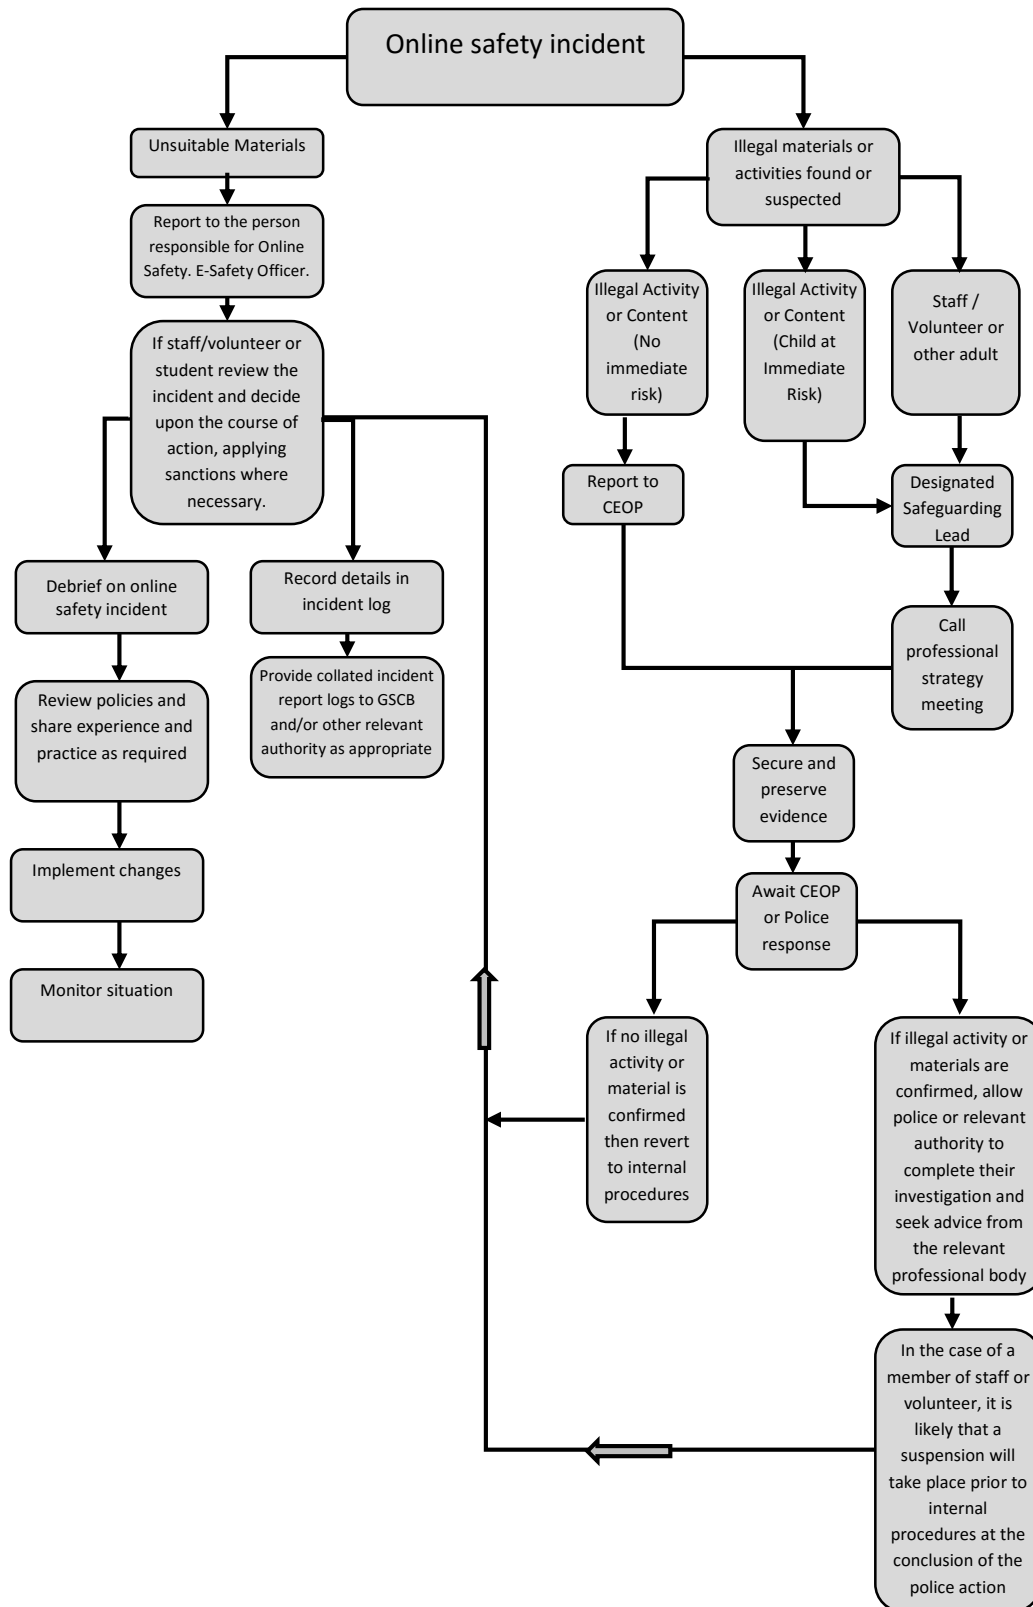 Online safety incident
Unsuitable Materials
Report to the person
responsible for Online
Safety. E-Safety Officer.
If staff/volunteer or
student review the
incident and decide
upon the course of
action, applying
sanctions where
necessary.
Debrief on online
safety incident
Review policies and
share experience and
practice as required
Implement changes
Monitor situation
Record details in
incident log
Provide collated incident
report logs to GSCB
and/or other relevant
authority as appropriate
Illegal materials or
activities found or
suspected
Illegal Activity
or Content
(No
immediate
risk)
Illegal Activity
or Content
(Child at
Immediate
Risk)
Staff /
Volunteer or
other adult
Report to
CEOP
Designated
Safeguarding
Lead
Call
professional
strategy
meeting
Secure and
preserve
evidence
Await CEOP
or Police
response
If no illegal
activity or
material is
confirmed
then revert
to internal
procedures
If illegal activity or
materials are
confirmed, allow
police or relevant
authority to
complete their
investigation and
seek advice from
the relevant
professional body
In the case of a
member of staff or
volunteer, it is
likely that a
suspension will
take place prior to
internal
procedures at the
conclusion of the
police action